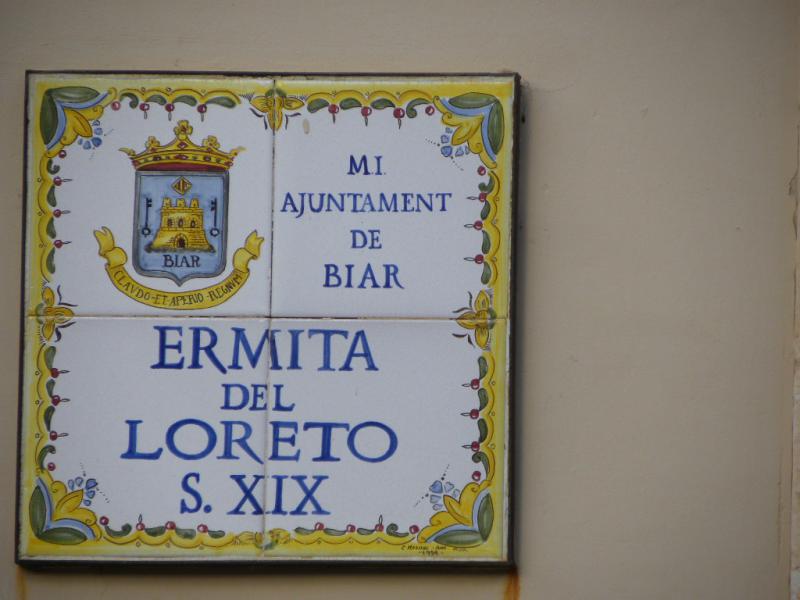 BIAR
CLAVDO-ET-APERIO-REGNVM
M.I.
AJUNTAMENT
DE
BIAR
ERMITA
DEL
LORETO
S. XIX